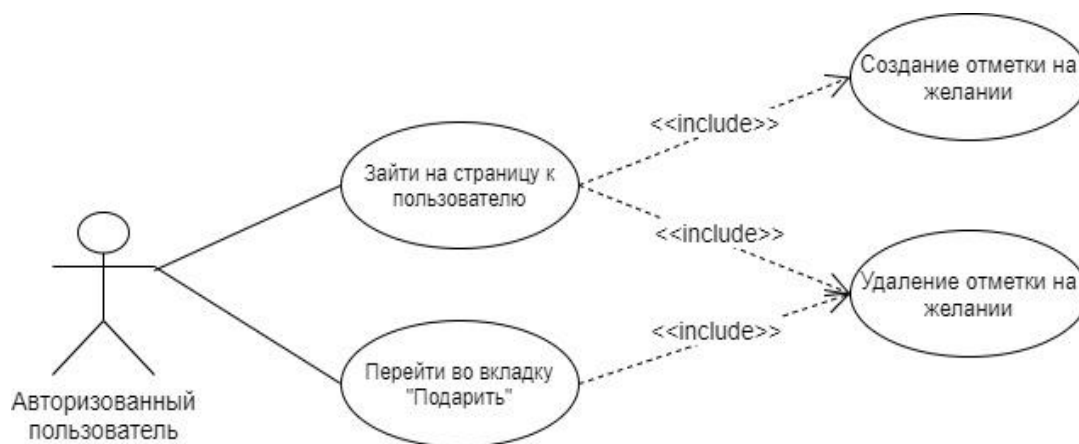 Создание отметки на
желании
<<include>>
Зайти на страницу к
пользователю
<<include>>
Удаление отметки на
желании
<<include>>
Перейти во вкладку
"Подарить"
Авторизованный
пользователь